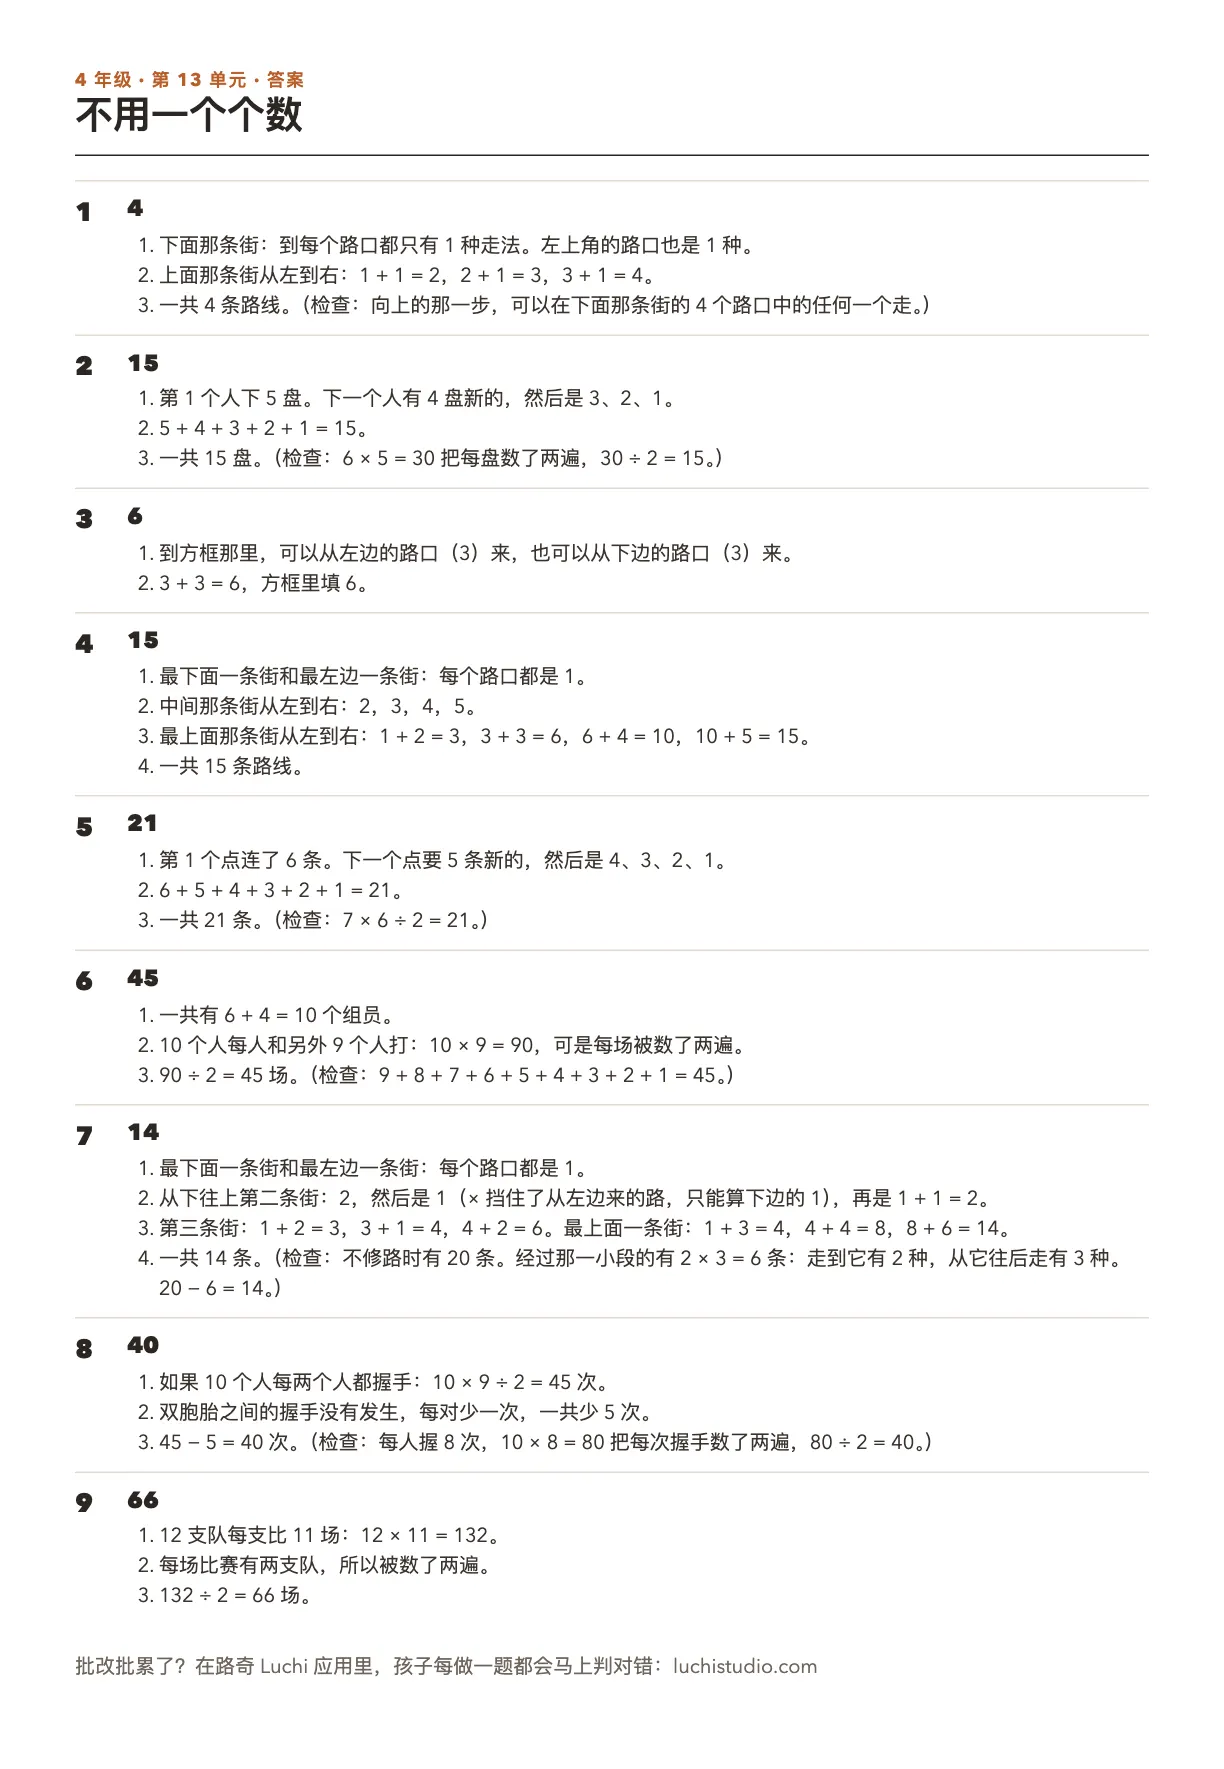 4 年级 · 第 13 单元 · 答案
不用一个个数
1 4
1. 下面那条街：到每个路口都只有 1 种走法。左上角的路口也是 1 种。
2. 上面那条街从左到右：1 + 1 = 2，2 + 1 = 3，3 + 1 = 4。
3. 一共 4 条路线。（检查：向上的那一步，可以在下面那条街的 4 个路口中的任何一个走。）
2 15
1. 第 1 个人下 5 盘。下一个人有 4 盘新的，然后是 3、2、1。
2. 5 + 4 + 3 + 2 + 1 = 15。
3. 一共 15 盘。（检查：6 × 5 = 30 把每盘数了两遍，30 ÷ 2 = 15。）
3 6
1. 到方框那里，可以从左边的路口（3）来，也可以从下边的路口（3）来。
2. 3 + 3 = 6，方框里填 6。
4 15
1. 最下面一条街和最左边一条街：每个路口都是 1。
2. 中间那条街从左到右：2，3，4，5。
3. 最上面那条街从左到右：1 + 2 = 3，3 + 3 = 6，6 + 4 = 10，10 + 5 = 15。
4. 一共 15 条路线。
5 21
1. 第 1 个点连了 6 条。下一个点要 5 条新的，然后是 4、3、2、1。
2. 6 + 5 + 4 + 3 + 2 + 1 = 21。
3. 一共 21 条。（检查：7 × 6 ÷ 2 = 21。）
6 45
1. 一共有 6 + 4 = 10 个组员。
2. 10 个人每人和另外 9 个人打：10 × 9 = 90，可是每场被数了两遍。
3. 90 ÷ 2 = 45 场。（检查：9 + 8 + 7 + 6 + 5 + 4 + 3 + 2 + 1 = 45。）
7 14
1. 最下面一条街和最左边一条街：每个路口都是 1。
2. 从下往上第二条街：2，然后是 1（× 挡住了从左边来的路，只能算下边的 1），再是 1 + 1 = 2。
3. 第三条街：1 + 2 = 3，3 + 1 = 4，4 + 2 = 6。最上面一条街：1 + 3 = 4，4 + 4 = 8，8 + 6 = 14。
4. 一共 14 条。（检查：不修路时有 20 条。经过那一小段的有 2 × 3 = 6 条：走到它有 2 种，从它往后走有 3 种。
20 − 6 = 14。）
8 40
1. 如果 10 个人每两个人都握手：10 × 9 ÷ 2 = 45 次。
2. 双胞胎之间的握手没有发生，每对少一次，一共少 5 次。
3. 45 − 5 = 40 次。（检查：每人握 8 次，10 × 8 = 80 把每次握手数了两遍，80 ÷ 2 = 40。）
9 66
1. 12 支队每支比 11 场：12 × 11 = 132。
2. 每场比赛有两支队，所以被数了两遍。
3. 132 ÷ 2 = 66 场。
批改批累了？在路奇 Luchi 应用里，孩子每做一题都会马上判对错：luchistudio.com